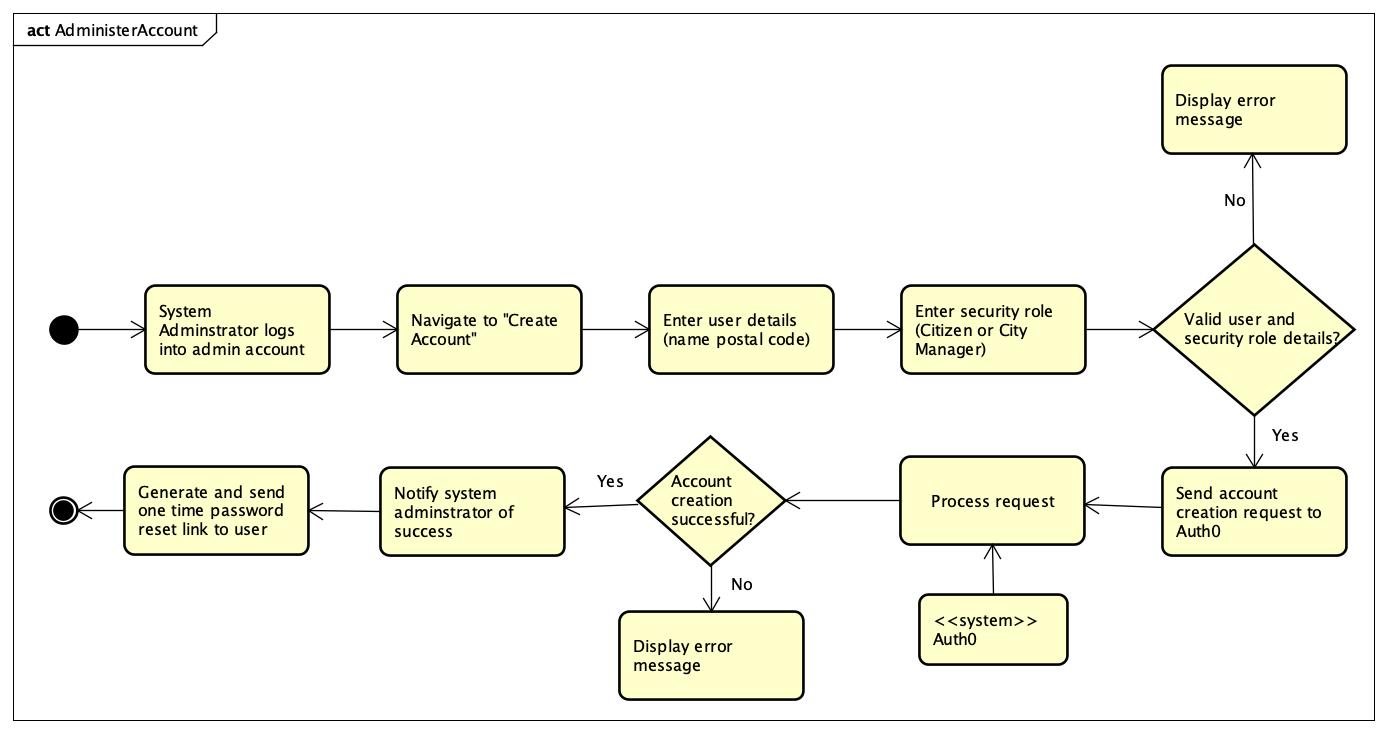 act AdministerAccount
Display error
message
No
System
Adminstrator logs
into admin account
Navigate to "Create
Account"
Enter user details
(name postal code)
Enter security role
(Citizen or City
Manager)
Valid user and
security role details?
Yes
Send account
creation request to
Auth0
Process request
<<system>>
Auth0
Account
creation
successful?
No
Display error
message
Yes
Notify system
adminstrator of
success
Generate and send
one time password
reset link to user